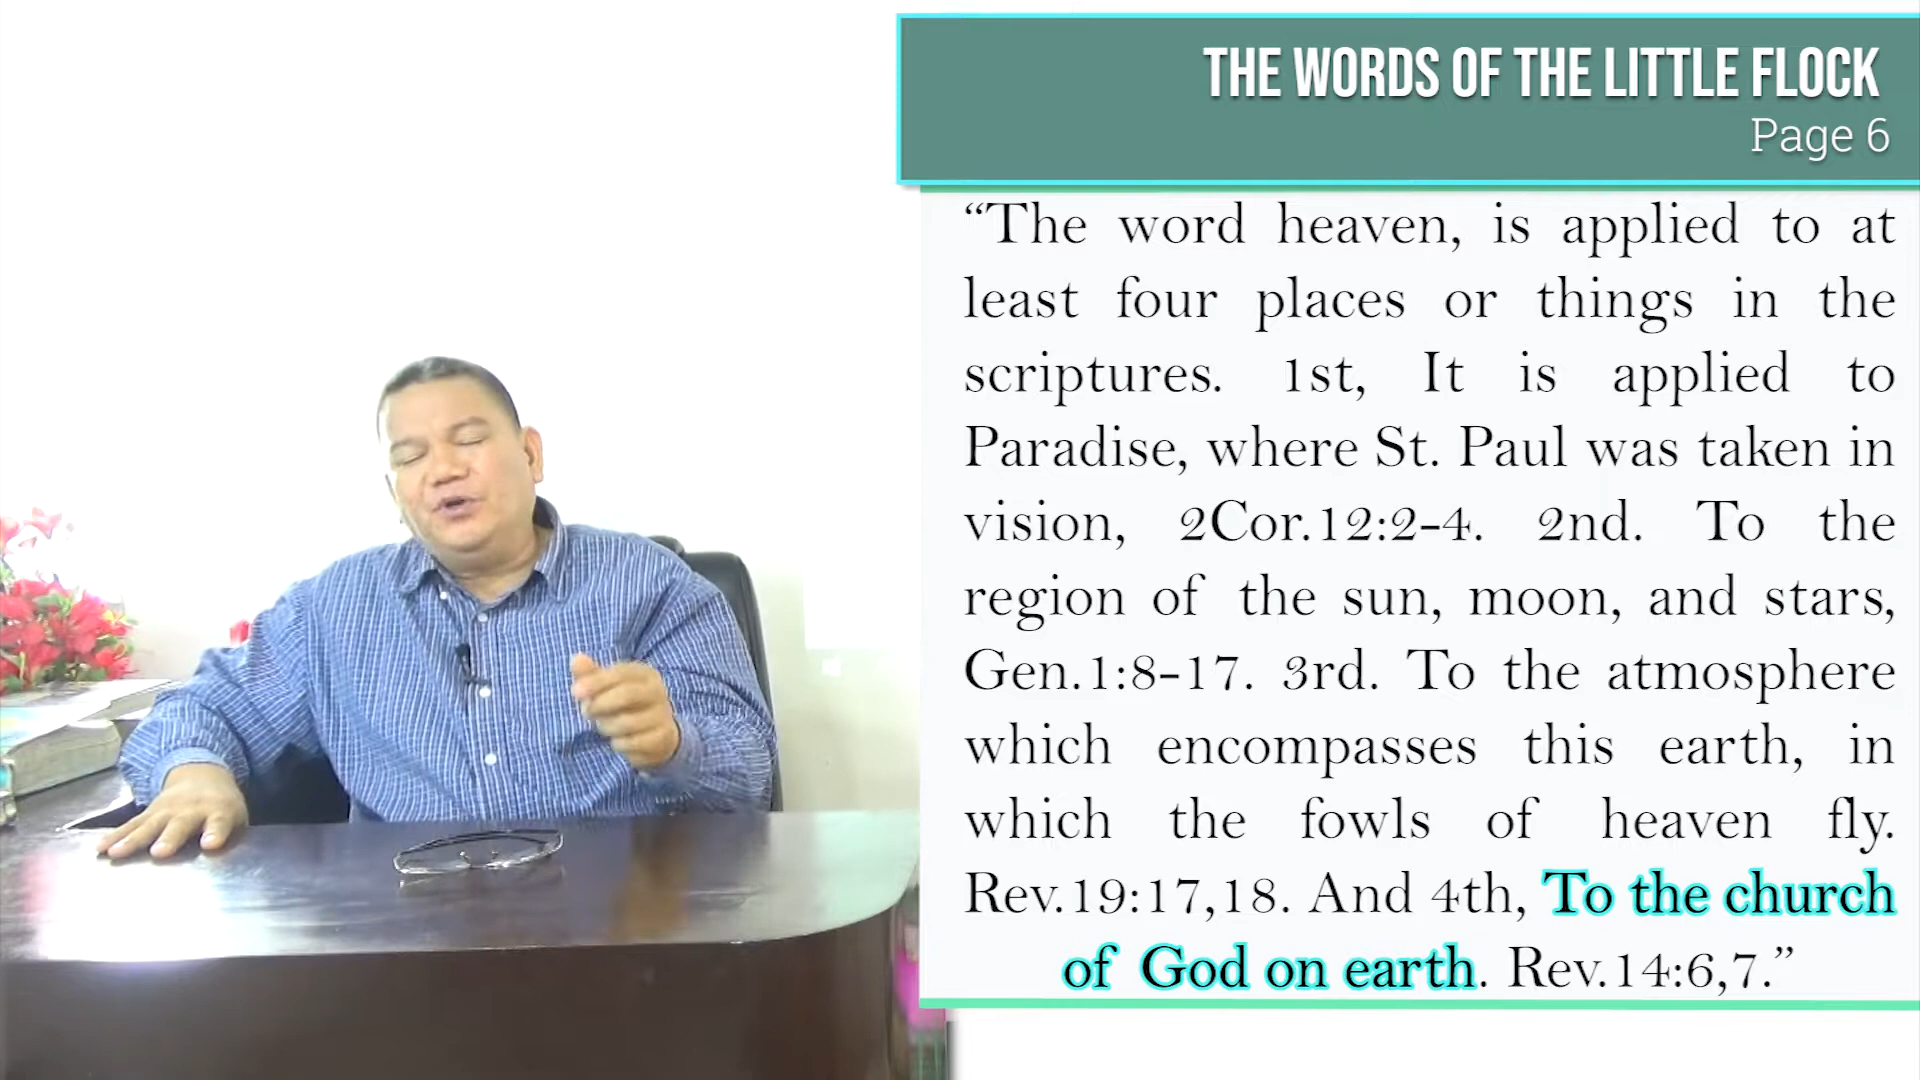 THE WORDS OF THE LITTLE FLOCK
Page 6
“The word heaven, is applied to at
least four places or things in the
scriptures. 1st, It is applied to
Paradise, where St. Paul was taken in
vision, 2Cor.12:2-4. 2nd. To the
region of the sun, moon, and stars,
Gen.1:8-17. 3rd. To the atmosphere
which encompasses this earth, in
which the fowls of heaven fly.
Rev.19:17,18. And 4th, To the church
of God on earth. Rev.14:6,7.”